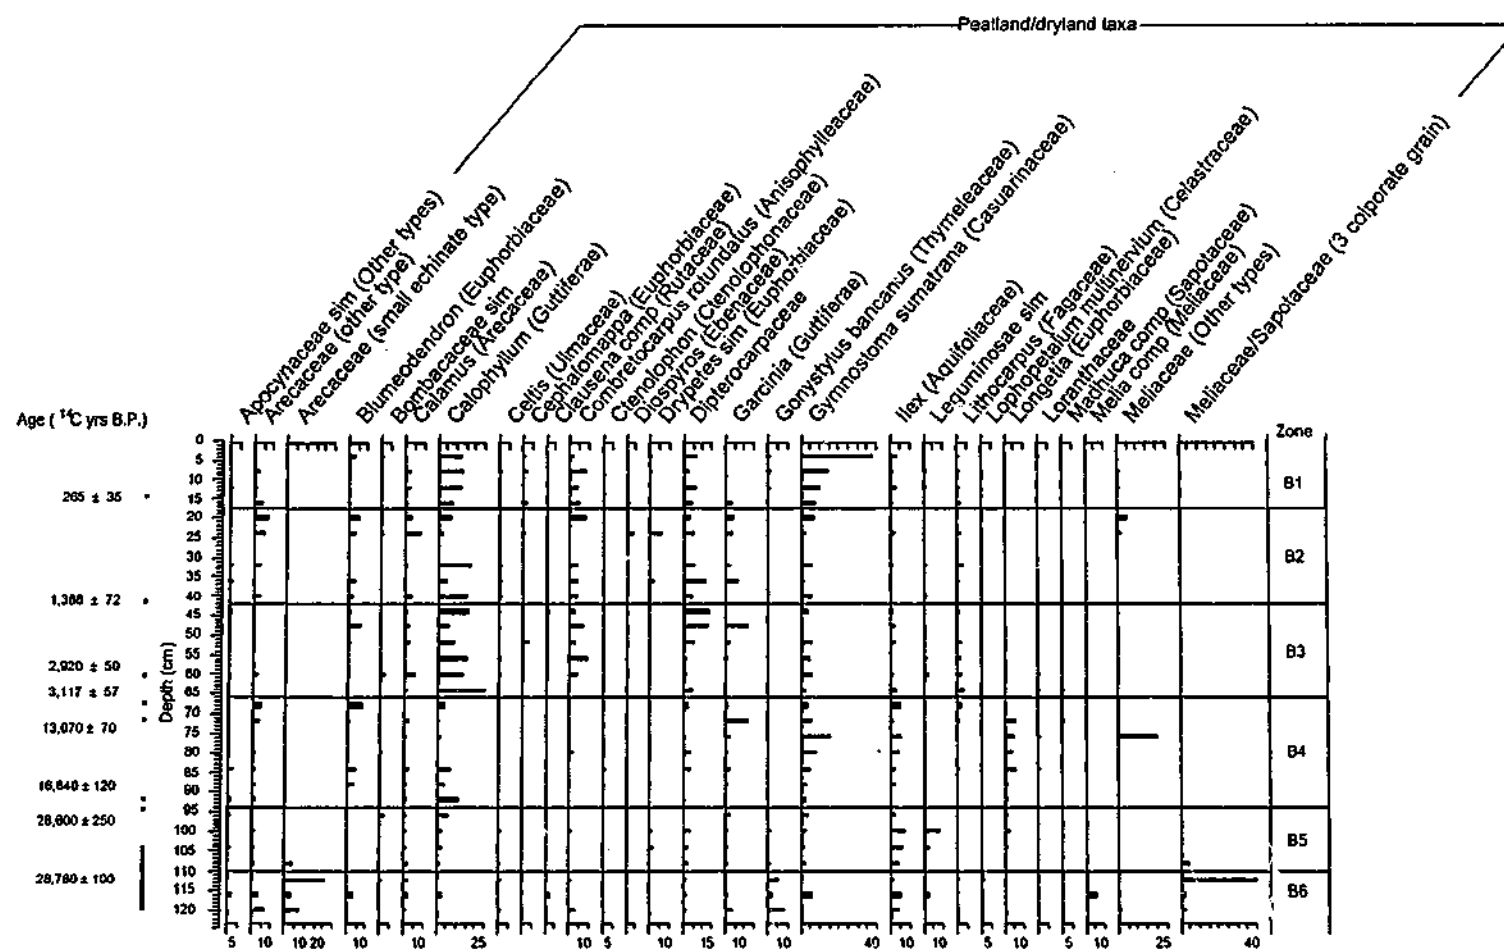 Peatland/dryland taxa
Apocynaceae sim (Other types)
Arecaceae (other type)
Arecaceae (small echinate type)
Blumeodendron (Euphorbiaceae)
Bombacaceae sim
Calamus (Arecaceae)
Calophyllum (Guttiferae)
Celtis (Ulmaceae)
Cephalomappa (Euphorbiaceae)
Clausena comp (Rutaceae)
Combretocarpus rotundatus (Anisophylleaceae)
Ctenolophon (Ctenolophonaceae)
Diospyros (Ebenaceae)
Drypetes sim (Euphorbiaceae)
Dipterocarpaceae
Garcinia (Guttiferae)
Gonystylus bancanus (Thymeleaceae)
Gymnostoma sumatrana (Casuarinaceae)
Ilex (Aquifoliaceae)
Leguminosae sim
Lithocarpus (Fagaceae)
Lophopetalum multinervium (Celastraceae)
Longetia (Euphorbiaceae)
Loranthaceae
Madhuca comp (Sapotaceae)
Melia comp (Meliaceae)
Meliaceae (Other types)
Meliaceae/Sapotaceae (3 colporate grain)
Age ( 14C yrs B.P.)
Zone
Depth (cm)
0
5
10
15
20
25
30
35
40
45
50
55
60
65
70
75
80
85
90
95
100
105
110
115
120
265 ± 35
2,920 ± 50
3,117 ± 57
13,070 ± 70
16,640 ± 120
28,600 ± 250
28,780 ± 100
B1
B2
B3
B4
B5
B6
5 10 10 20 10 10 25 10 5 15 10 10 40 10 10 5 10 5 10 25 40